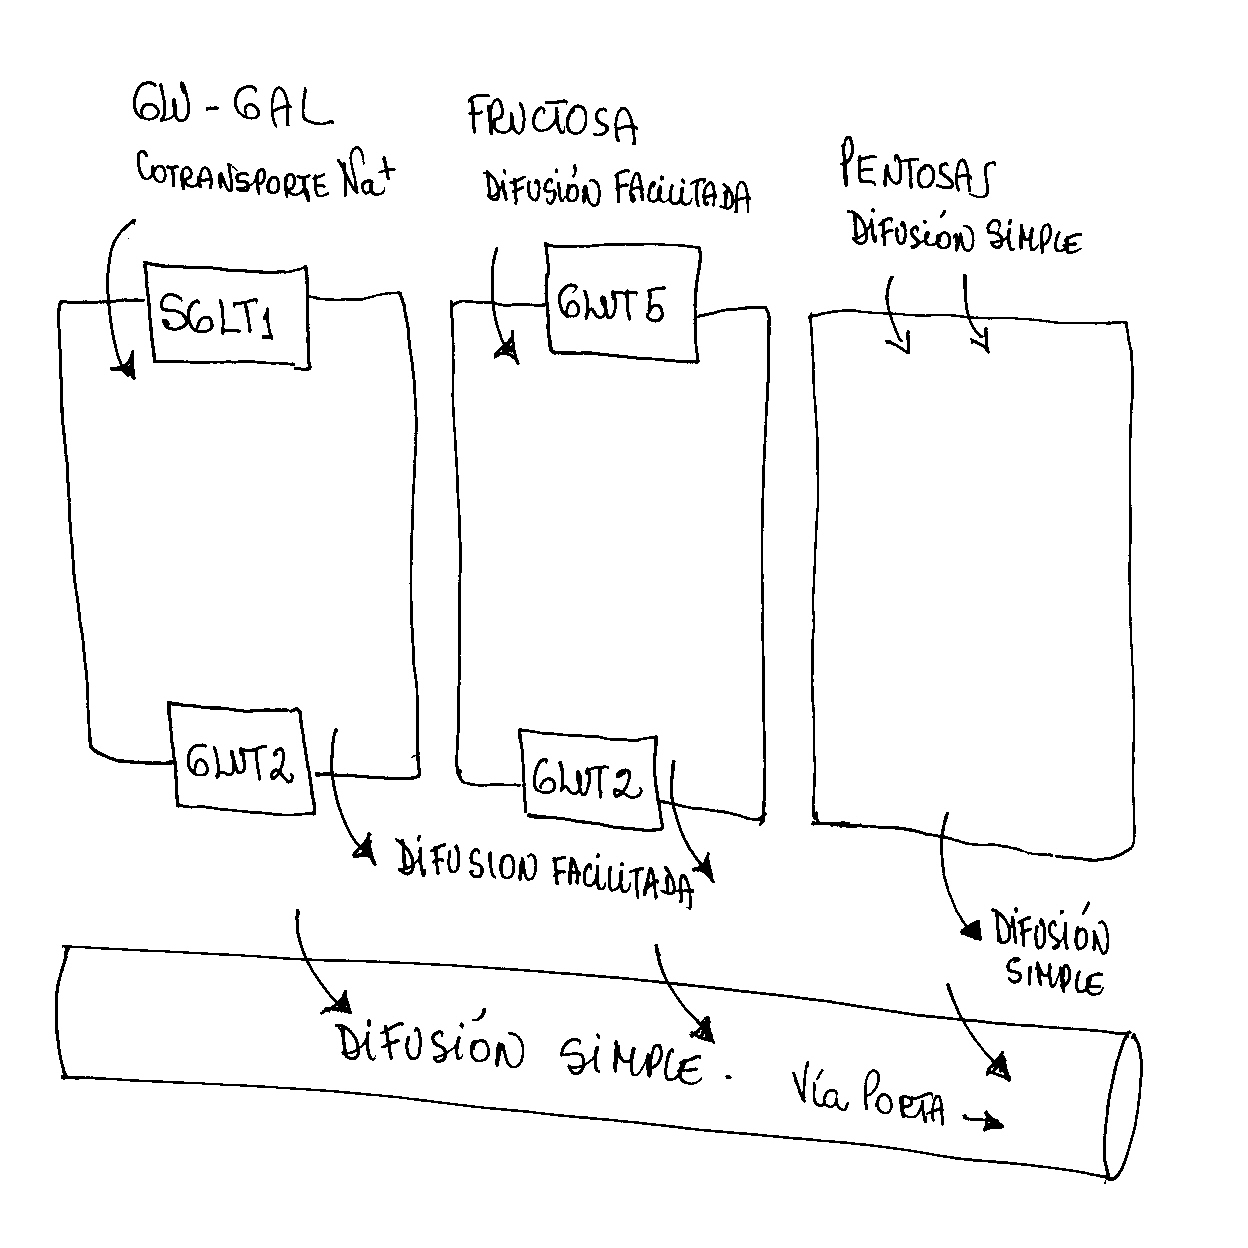 GLU - GAL
COTRANSPORTE Na+
SGLT1
GLUT2
FRUCTOSA
DIFUSIÓN FACILITADA
GLUT5
GLUT2
DIFUSION FACILITADA
PENTOSAS
DIFUSIÓN SIMPLE
DIFUSIÓN
SIMPLE
DIFUSIÓN SIMPLE.
Vía PORTA →